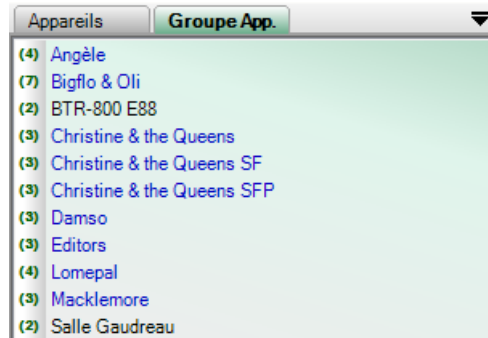 Appareils Groupe App.
(4) Angèle
(7) Bigflo & Oli
(2) BTR-800 E88
(3) Christine & the Queens
(3) Christine & the Queens SF
(3) Christine & the Queens SFP
(3) Damso
(3) Editors
(4) Lomepal
(3) Macklemore
(2) Salle Gaudreau